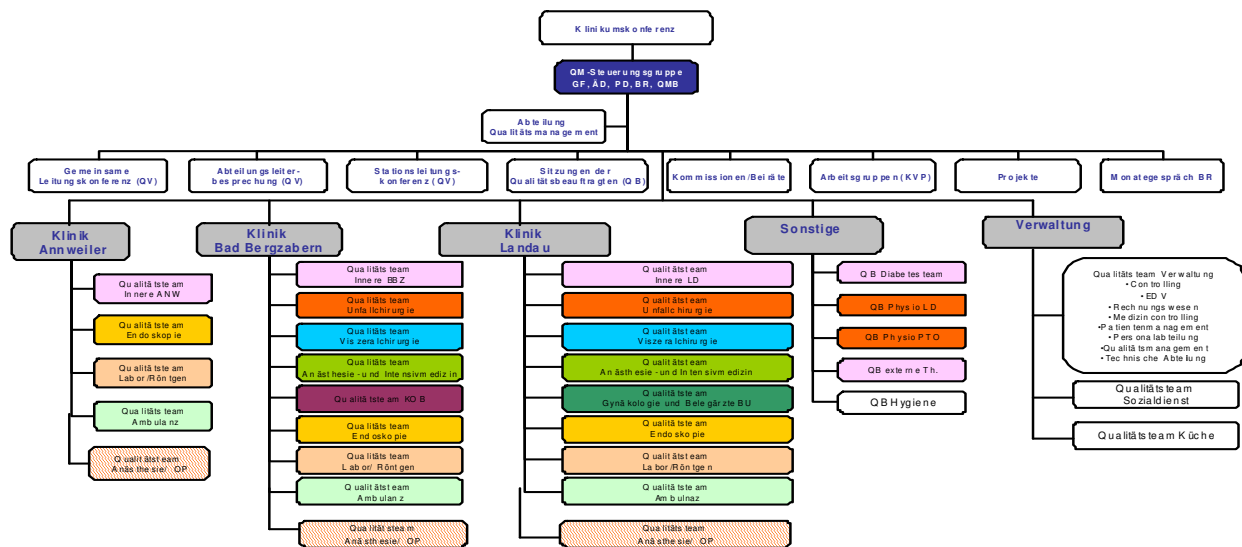 Klinikumskonferenz
QM-Steuerungsgruppe
GF, ÄD, PD, BR, QMB
Abteilung
Qualitätsmanagement
Gemeinsame
Leitungskonferenz (QV)
Abteilungsleiter-
besprechung (QV)
Stationsleitungs-
konferenz (QV)
Sitzungen der
Qualitätsbeauftragten (QB)
Kommissionen/Beiräte
Arbeitsgruppen (KVP)
Projekte
Monategespräch BR
Klinik
Annweiler
Qualitätsteam
Innere ANW
Qualitätsteam
Endoskopie
Qualitätsteam
Labor/Röntgen
Qualitätsteam
Ambulanz
Qualitätsteam
Anästhesie/ OP
Klinik
Bad Bergzabern
Qualitätsteam
Innere BBZ
Qualitätsteam
Unfallchirurgie
Qualitätsteam
Viszeralchirurgie
Qualitätsteam
Anästhesie- und Intensivmedizin
Qualitätsteam KOB
Qualitätsteam
Endoskopie
Qualitätsteam
Labor/ Röntgen
Qualitätsteam
Ambulanz
Qualitätsteam
Anästhesie/ OP
Klinik
Landau
Qualitätsteam
Innere LD
Qualitätsteam
Unfallchirurgie
Qualitätsteam
Viszeralchirurgie
Qualitätsteam
Anästhesie- und Intensivmedizin
Qualitätsteam
Gynäkologie und Belegärzte BU
Qualitätsteam
Endoskopie
Qualitätsteam
Labor/Röntgen
Qualitätsteam
Ambulnaz
Qualitätsteam
Anästhesie/ OP
Sonstige
QB Diabetesteam
QB Physio LD
QB Physio PTO
QB externe Th.
QB Hygiene
Verwaltung
Qualitätsteam Verwaltung
•Controlling
•EDV
•Rechnungswesen
•Medizincontrolling
•Patientenmanagement
•Personalabteilung
•Qualitätsmanagement
•Technische Abteilung
Qualitätsteam
Sozialdienst
Qualitätsteam Küche